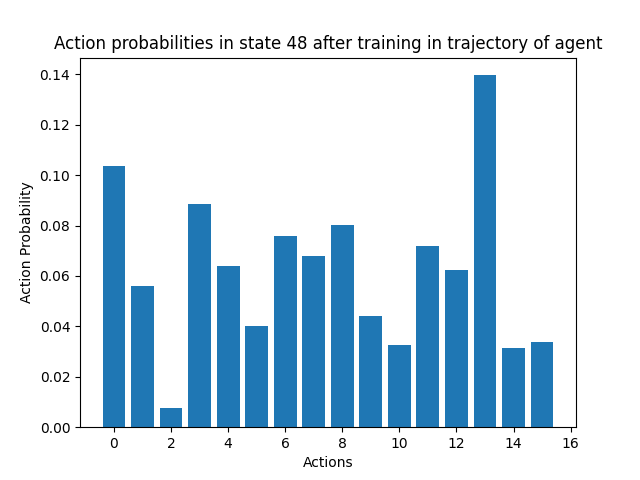 Action probabilities in state 48 after training in trajectory of agent
0.14
0.12
0.10
0.08
0.06
0.04
0.02
0.00
Action Probability
0 2 4 6 8 10 12 14 16
Actions